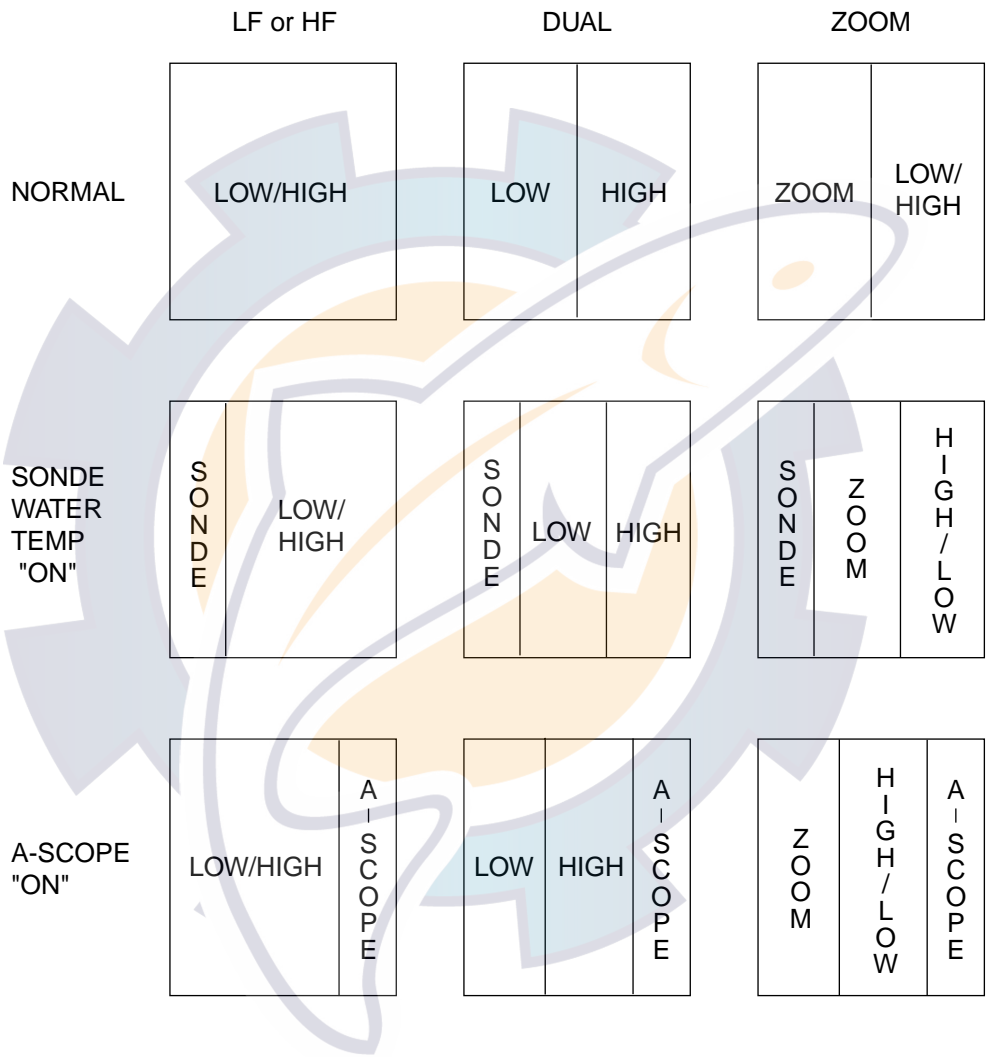 LF or HF
DUAL
ZOOM
NORMAL
LOW/HIGH
LOW
HIGH
ZOOM
LOW/
HIGH
SONDE
WATER
TEMP
"ON"
SONDE
LOW/
HIGH
SONDE
LOW
HIGH
SONDE
ZOOM
HIGH/LOW
A-SCOPE
"ON"
LOW/HIGH
A-SCOPE
LOW
HIGH
A-SCOPE
ZOOM
HIGH/LOW
A-SCOPE